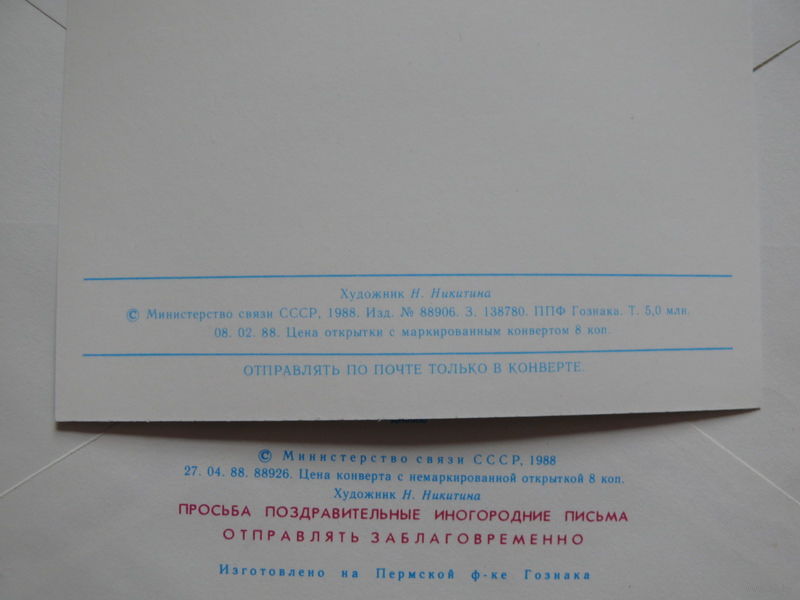 Художник Н. Никитина
© Министерство связи СССР, 1988. Изд. № 88906. З. 138780. ППФ Гознака. Т. 5,0 млн.
08. 02. 88. Цена открытки с маркированным конвертом 8 коп.
ОТПРАВЛЯТЬ ПО ПОЧТЕ ТОЛЬКО В КОНВЕРТЕ.
© Министерство связи СССР, 1988
27. 04. 88. 88926. Цена конверта с немаркированной открыткой 8 коп.
Художник Н. Никитина
ПРОСЬБА ПОЗДРАВИТЕЛЬНЫЕ ИНОГОРОДНИЕ ПИСЬМА
ОТПРАВЛЯТЬ ЗАБЛАГОВРЕМЕННО
Изготовлено на Пермской ф-ке Гознака